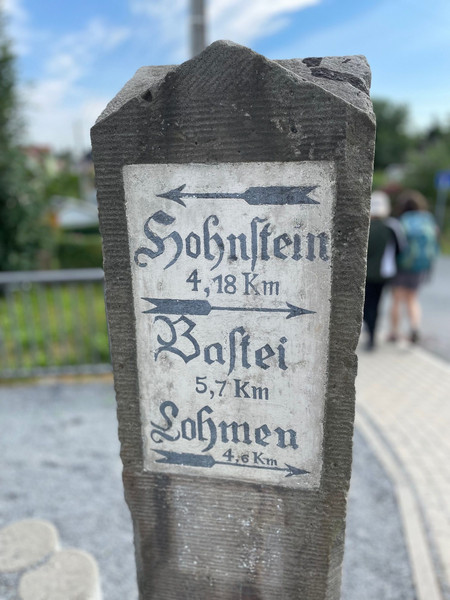 Hohnſtein
4,18 Km
Baſtei
5,7 Km
Lohmen
4,6 Km